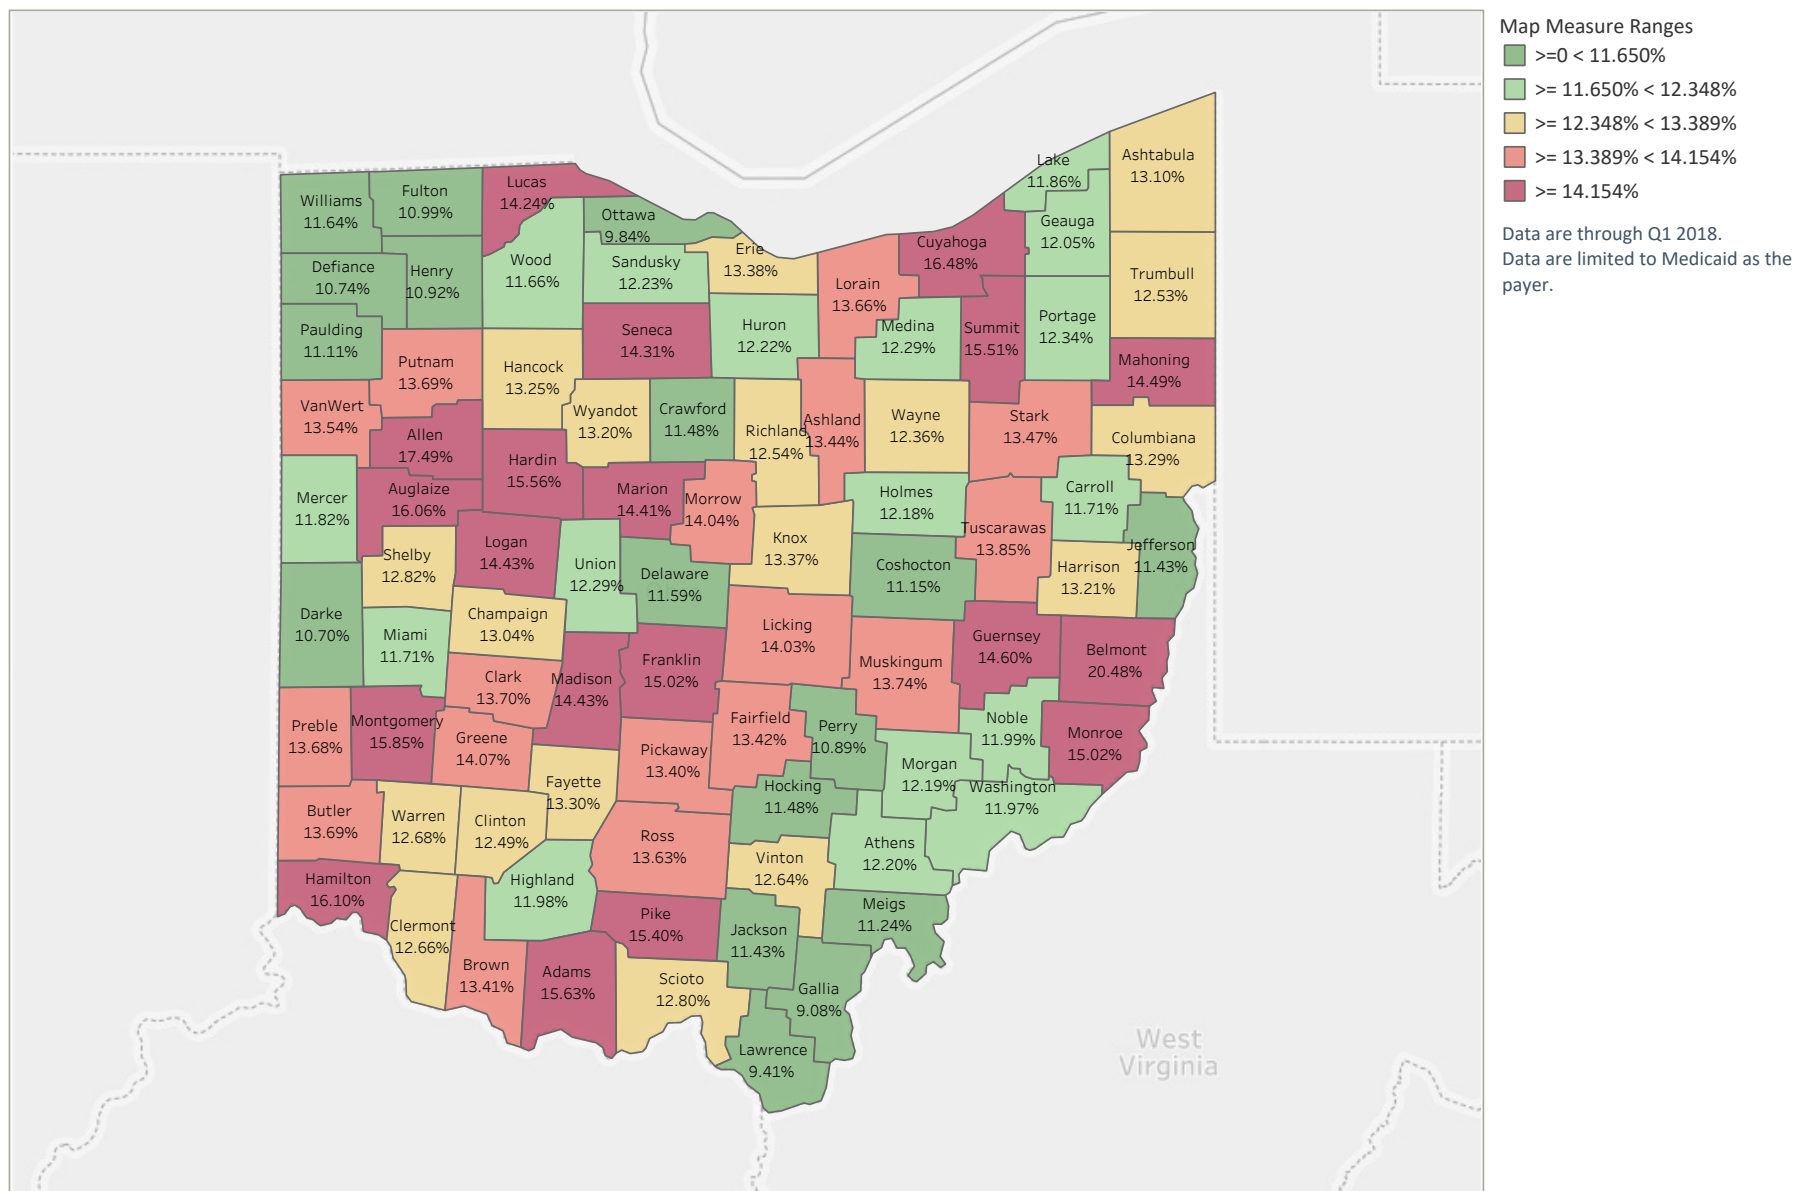 Map Measure Ranges
>=0 < 11.650%
>= 11.650% < 12.348%
>= 12.348% < 13.389%
>= 13.389% < 14.154%
>= 14.154%
Data are through Q1 2018.
Data are limited to Medicaid as the
payer.
Williams
11.64%
Fulton
10.99%
Lucas
14.24%
Ottawa
9.84%
Lake
11.86%
Ashtabula
13.10%
Geauga
12.05%
Cuyahoga
16.48%
Defiance
10.74%
Henry
10.92%
Wood
11.66%
Sandusky
12.23%
Erie
13.38%
Lorain
13.66%
Trumbull
12.53%
Paulding
11.11%
Putnam
13.69%
Hancock
13.25%
Seneca
14.31%
Huron
12.22%
Medina
12.29%
Summit
15.51%
Portage
12.34%
Mahoning
14.49%
VanWert
13.54%
Allen
17.49%
Wyandot
13.20%
Crawford
11.48%
Richland
12.54%
Ashland
13.44%
Wayne
12.36%
Stark
13.47%
Columbiana
13.29%
Mercer
11.82%
Auglaize
16.06%
Hardin
15.56%
Marion
14.41%
Morrow
14.04%
Holmes
12.18%
Carroll
11.71%
Tuscarawas
13.85%
Jefferson
11.43%
Shelby
12.82%
Logan
14.43%
Union
12.29%
Delaware
11.59%
Knox
13.37%
Coshocton
11.15%
Harrison
13.21%
Darke
10.70%
Miami
11.71%
Champaign
13.04%
Licking
14.03%
Guernsey
14.60%
Belmont
20.48%
Clark
13.70%
Madison
14.43%
Franklin
15.02%
Muskingum
13.74%
Preble
13.68%
Montgomery
15.85%
Greene
14.07%
Pickaway
13.40%
Fairfield
13.42%
Perry
10.89%
Noble
11.99%
Monroe
15.02%
Morgan
12.19%
Washington
11.97%
Fayette
13.30%
Hocking
11.48%
Butler
13.69%
Warren
12.68%
Clinton
12.49%
Ross
13.63%
Vinton
12.64%
Athens
12.20%
Hamilton
16.10%
Highland
11.98%
Clermont
12.66%
Pike
15.40%
Jackson
11.43%
Meigs
11.24%
Brown
13.41%
Adams
15.63%
Scioto
12.80%
Gallia
9.08%
Lawrence
9.41%
West
Virginia